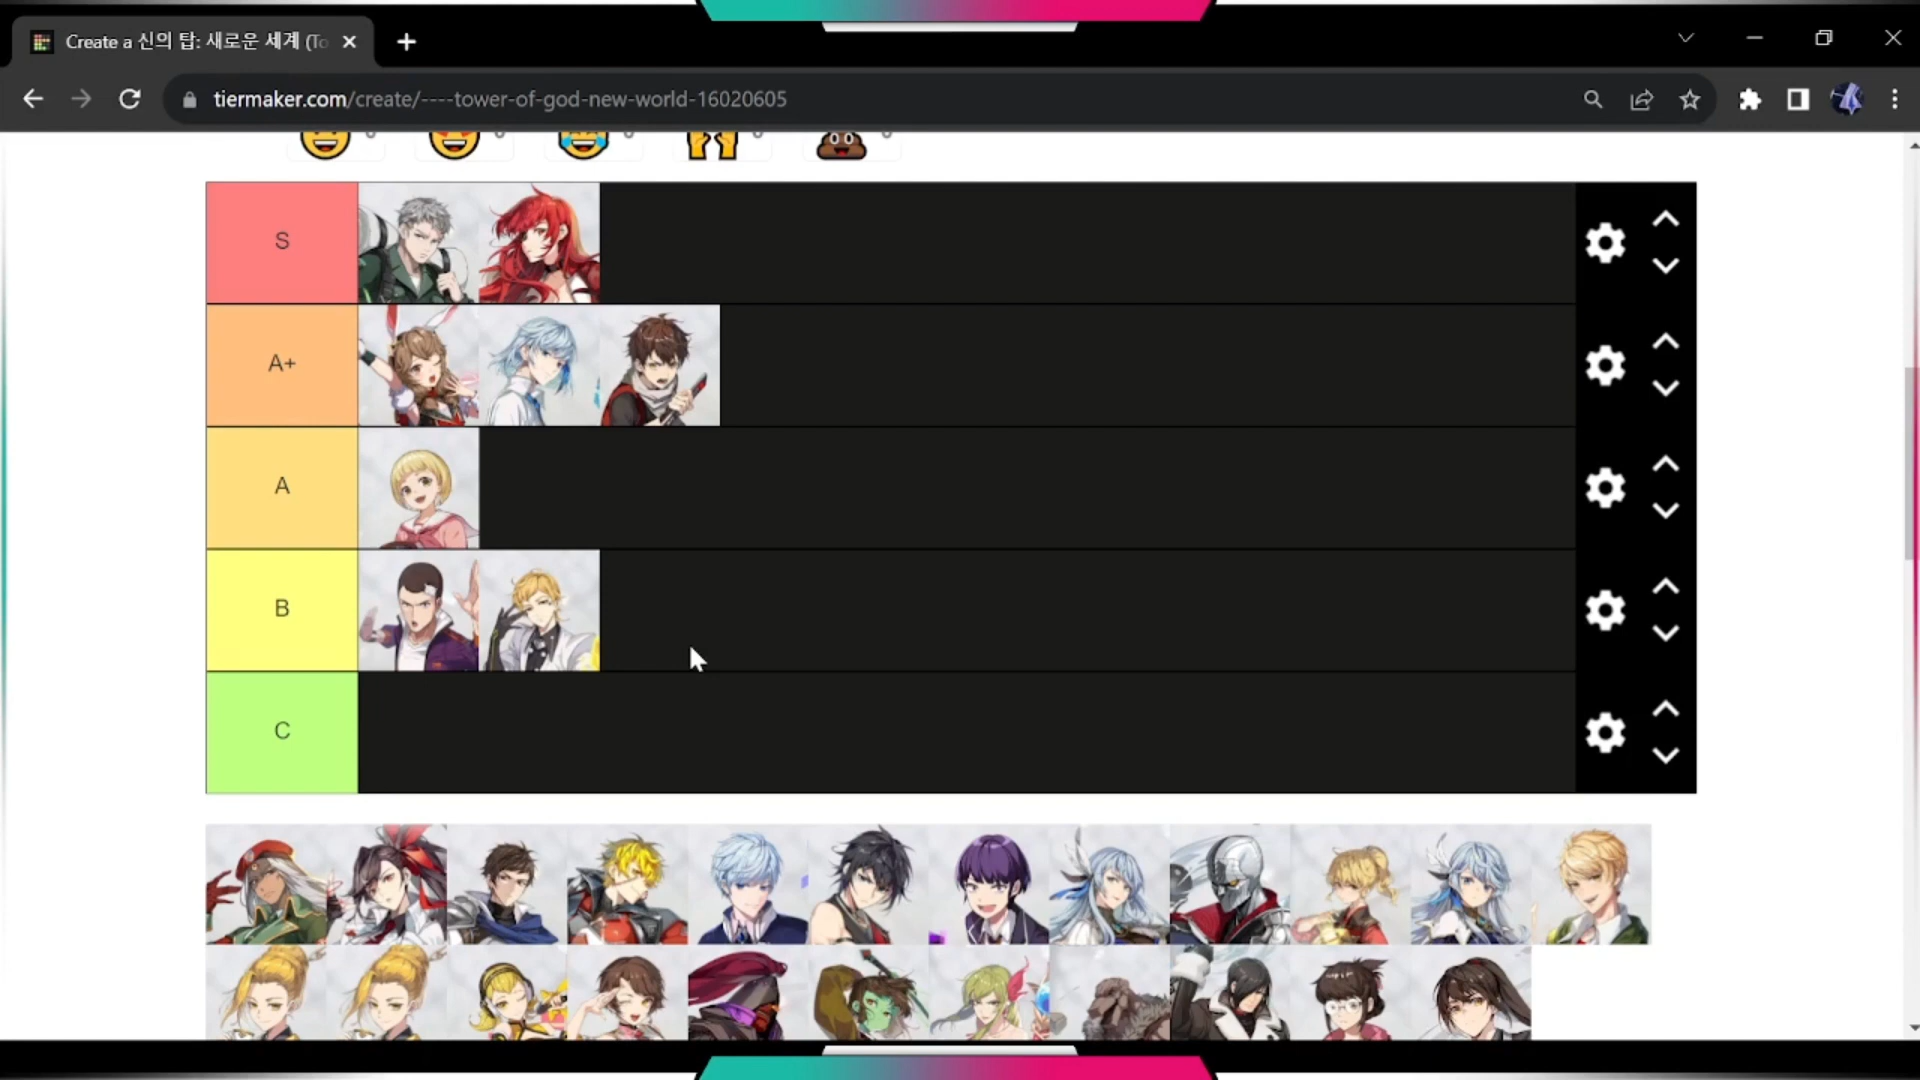 Create a 신의 탑: 새로운 세계 (To
tiermaker.com/create/----tower-of-god-new-world-16020605
S
A+
A
B
C